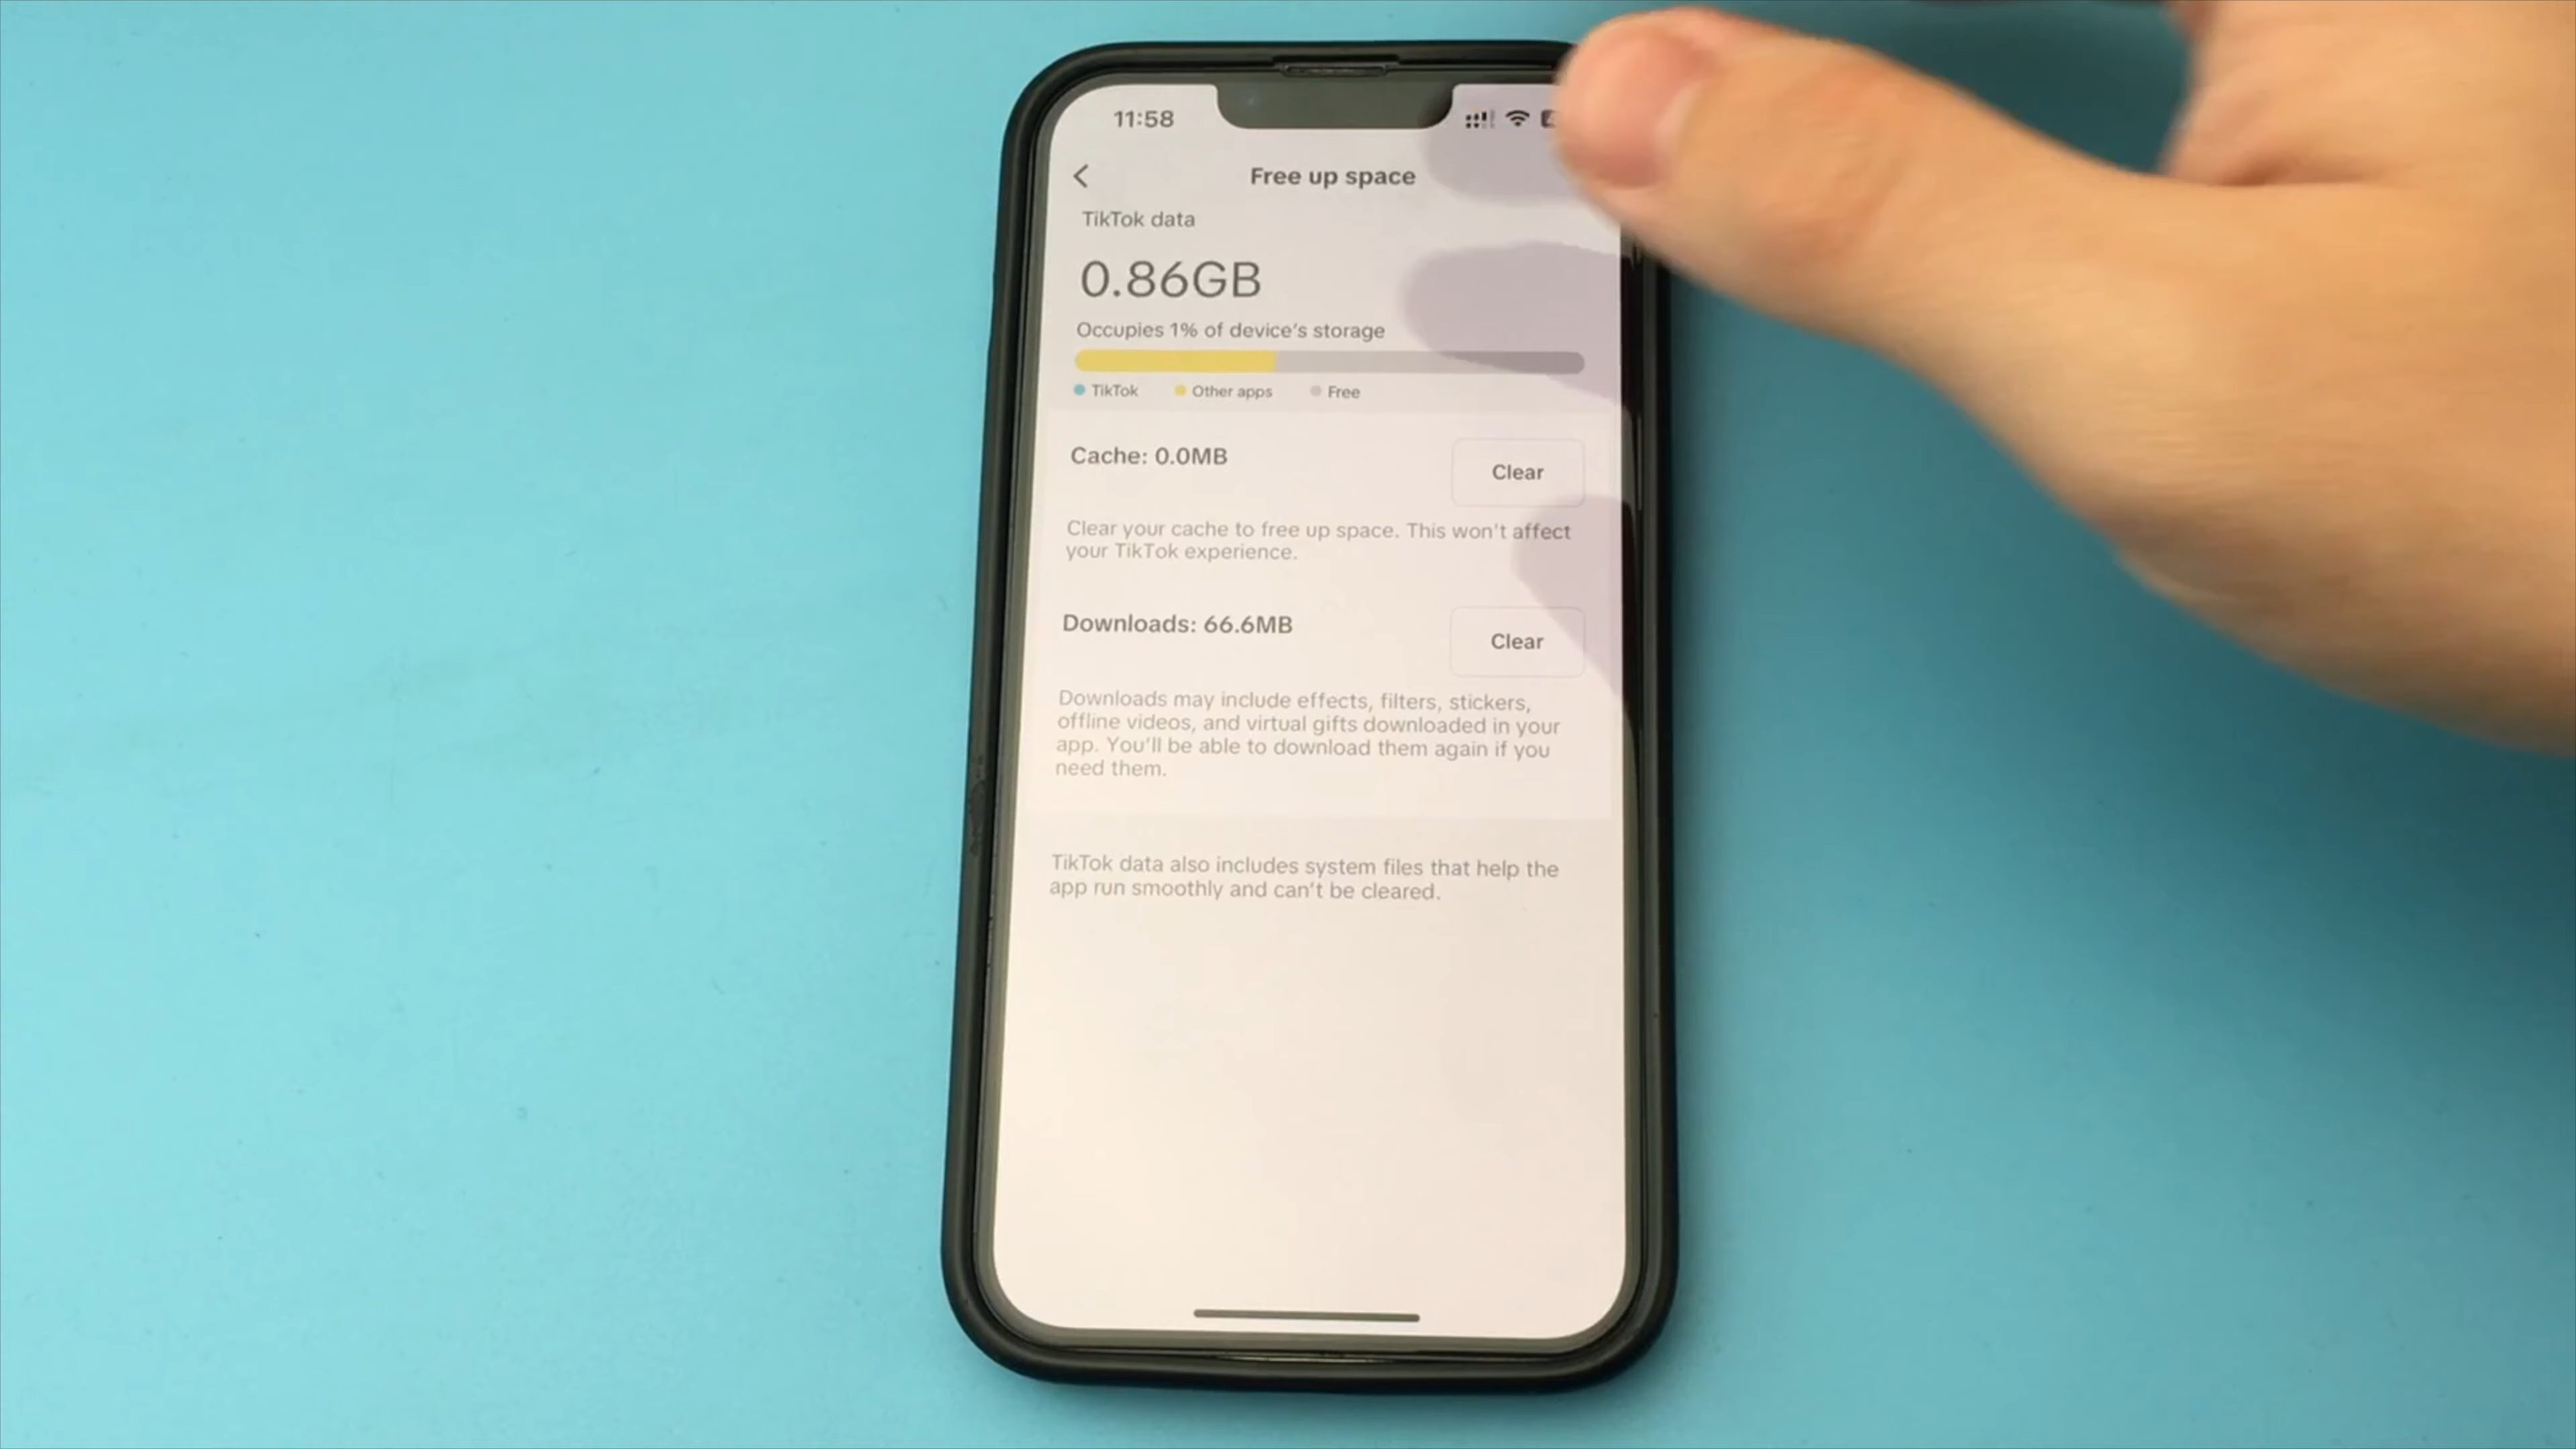 11:58
Free up space
TikTok data
0.86GB
Occupies 1% of device's storage
TikTok Other apps Free
Cache: 0.0MB
Clear
Clear your cache to free up space. This won't affect
your TikTok experience.
Downloads: 66.6MB
Clear
Downloads may include effects, filters, stickers,
offline videos, and virtual gifts downloaded in your
app. You'll be able to download them again if you
need them.
TikTok data also includes system files that help the
app run smoothly and can't be cleared.